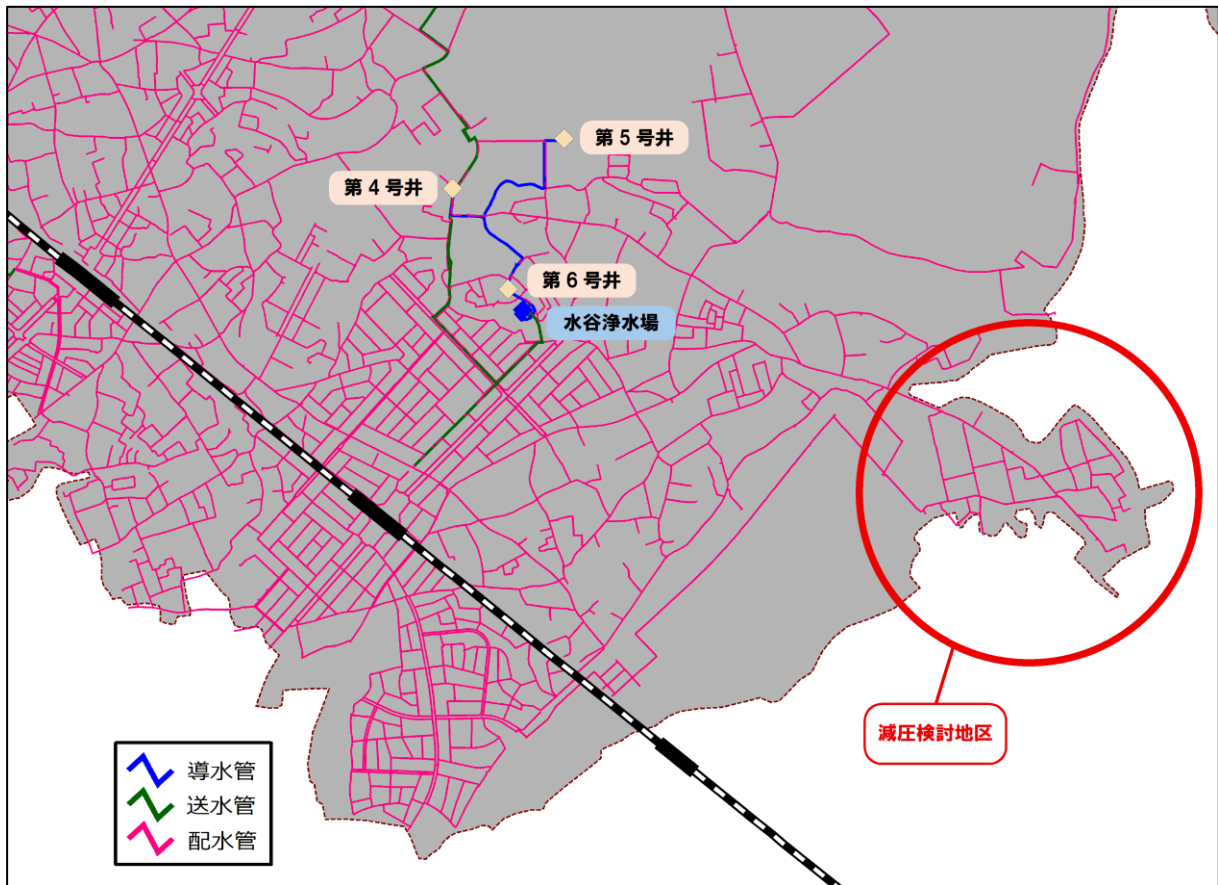 第5号井
第4号井
第6号井
水谷浄水場
減圧検討地区
導水管
送水管
配水管